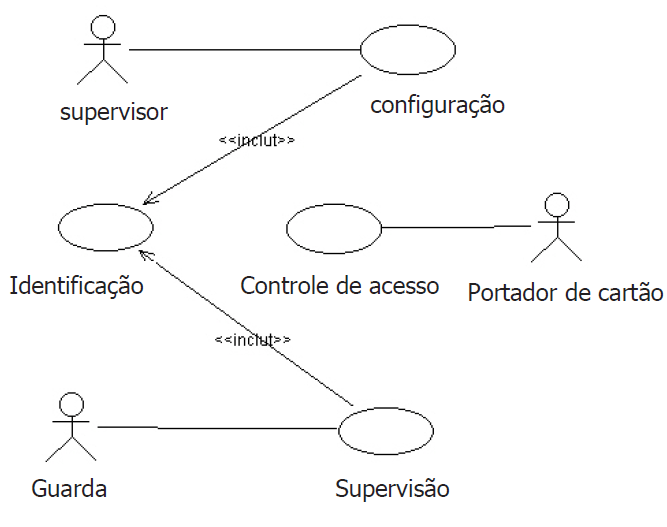 supervisor
configuração
<<inclut>>
Identificação
Controle de acesso
Portador de cartão
<<inclut>>
Guarda
Supervisão